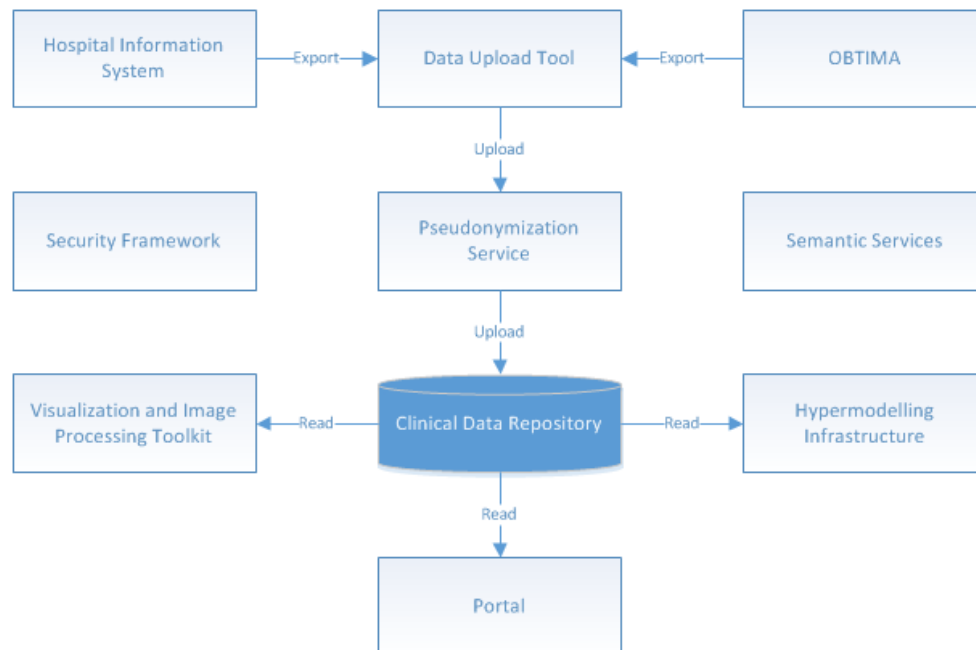 Hospital Information
System
Export
Data Upload Tool
Export
OBTIMA
Upload
Security Framework
Pseudonymization
Service
Semantic Services
Upload
Visualization and Image
Processing Toolkit
Read
Clinical Data Repository
Read
Hypermodelling
Infrastructure
Read
Portal